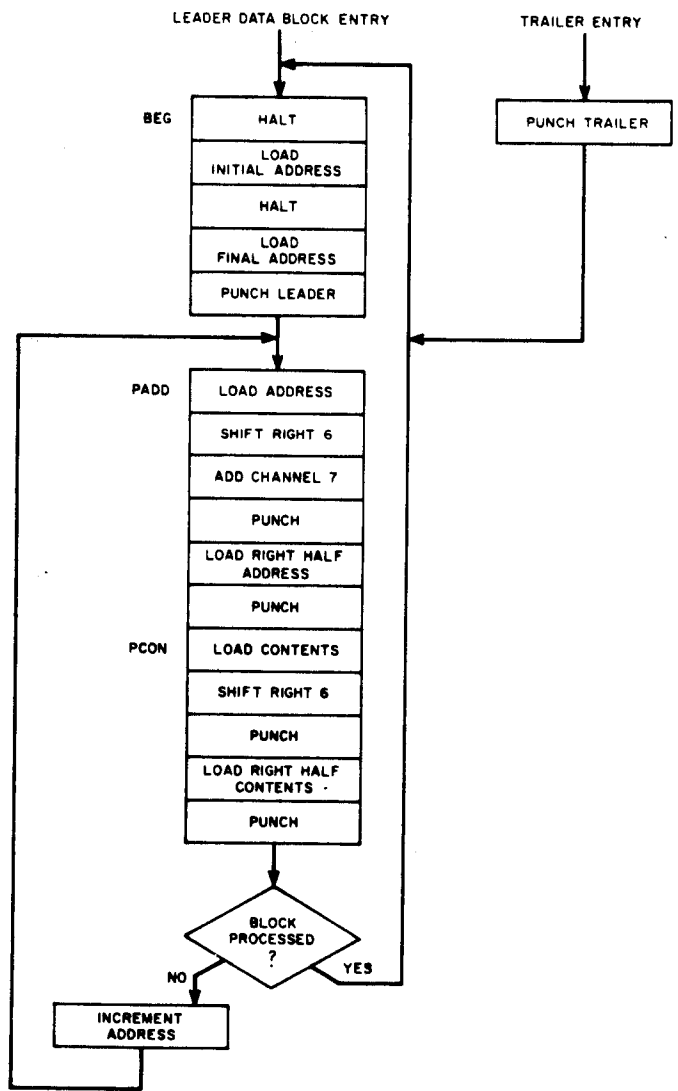 LEADER DATA BLOCK ENTRY
TRAILER ENTRY
BEG
HALT
PUNCH TRAILER
LOAD
INITIAL ADDRESS
HALT
LOAD
FINAL ADDRESS
PUNCH LEADER
PADD
LOAD ADDRESS
SHIFT RIGHT 6
ADD CHANNEL 7
PUNCH
LOAD RIGHT HALF
ADDRESS
PUNCH
PCON
LOAD CONTENTS
SHIFT RIGHT 6
PUNCH
LOAD RIGHT HALF
CONTENTS
PUNCH
BLOCK
PROCESSED
?
NO
YES
INCREMENT
ADDRESS